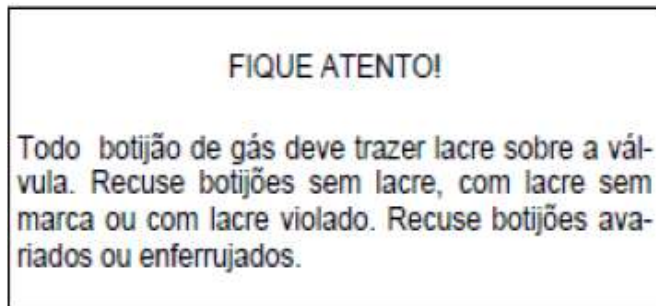 FIQUE ATENTO!
Todo botijão de gás deve trazer lacre sobre a vál-
vula. Recuse botijões sem lacre, com lacre sem
marca ou com lacre violado. Recuse botijões ava-
riados ou enferrujados.